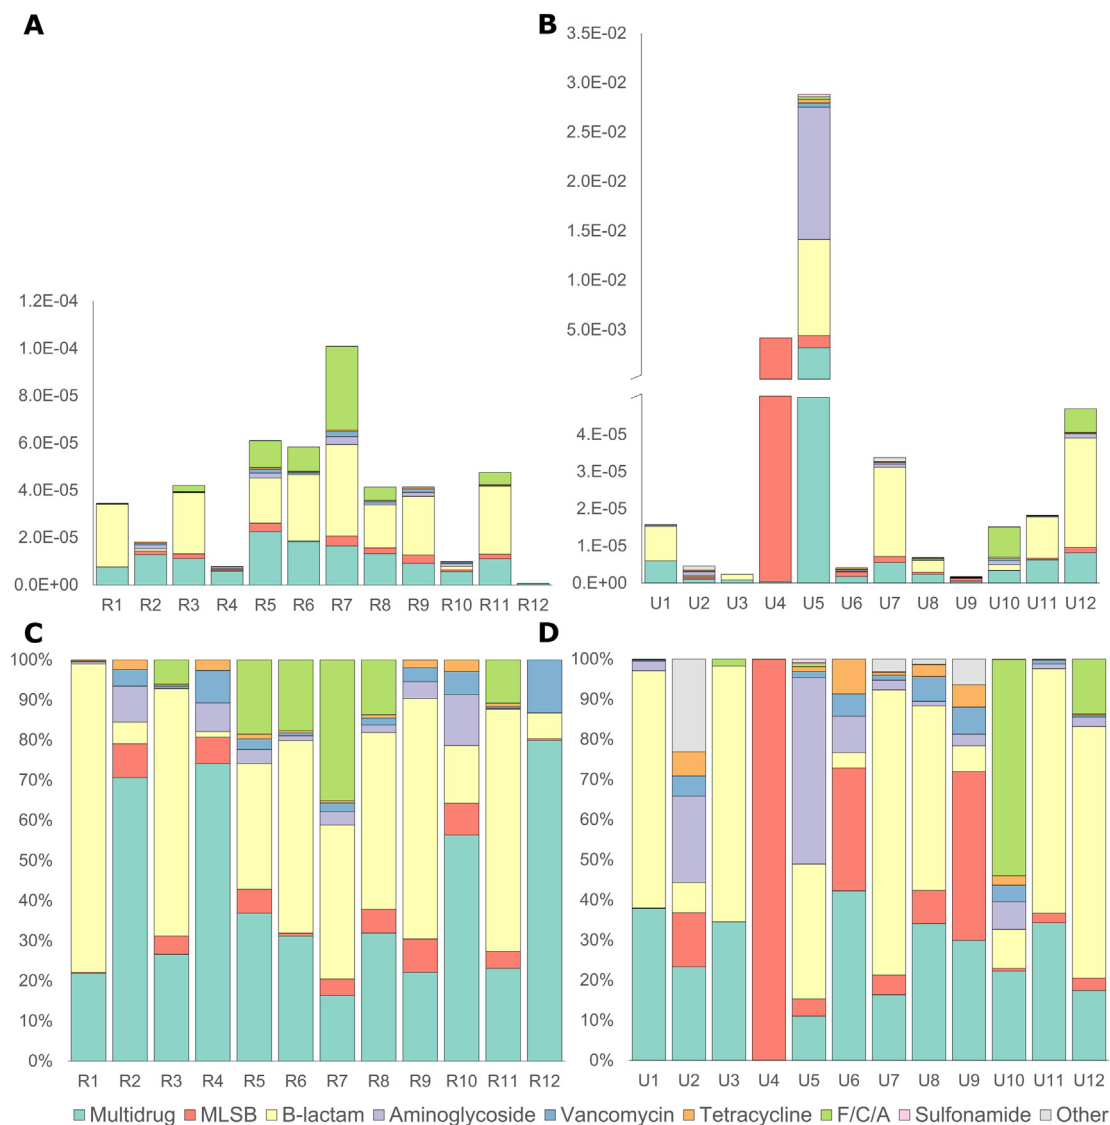 A
1.2E-04
1.0E-04
8.0E-05
6.0E-05
4.0E-05
2.0E-05
0.0E+00
R1 R2 R3 R4 R5 R6 R7 R8 R9 R10 R11 R12
B
3.5E-02
3.0E-02
2.5E-02
2.0E-02
1.5E-02
1.0E-02
5.0E-03
4.0E-05
3.0E-05
2.0E-05
1.0E-05
0.E+00
U1 U2 U3 U4 U5 U6 U7 U8 U9 U10 U11 U12
C
100%
90%
80%
70%
60%
50%
40%
30%
20%
10%
0%
R1 R2 R3 R4 R5 R6 R7 R8 R9 R10 R11 R12
D
100%
90%
80%
70%
60%
50%
40%
30%
20%
10%
0%
U1 U2 U3 U4 U5 U6 U7 U8 U9 U10 U11 U12
Multidrug MLSB B-lactam Aminoglycoside Vancomycin Tetracycline F/C/A Sulfonamide Other